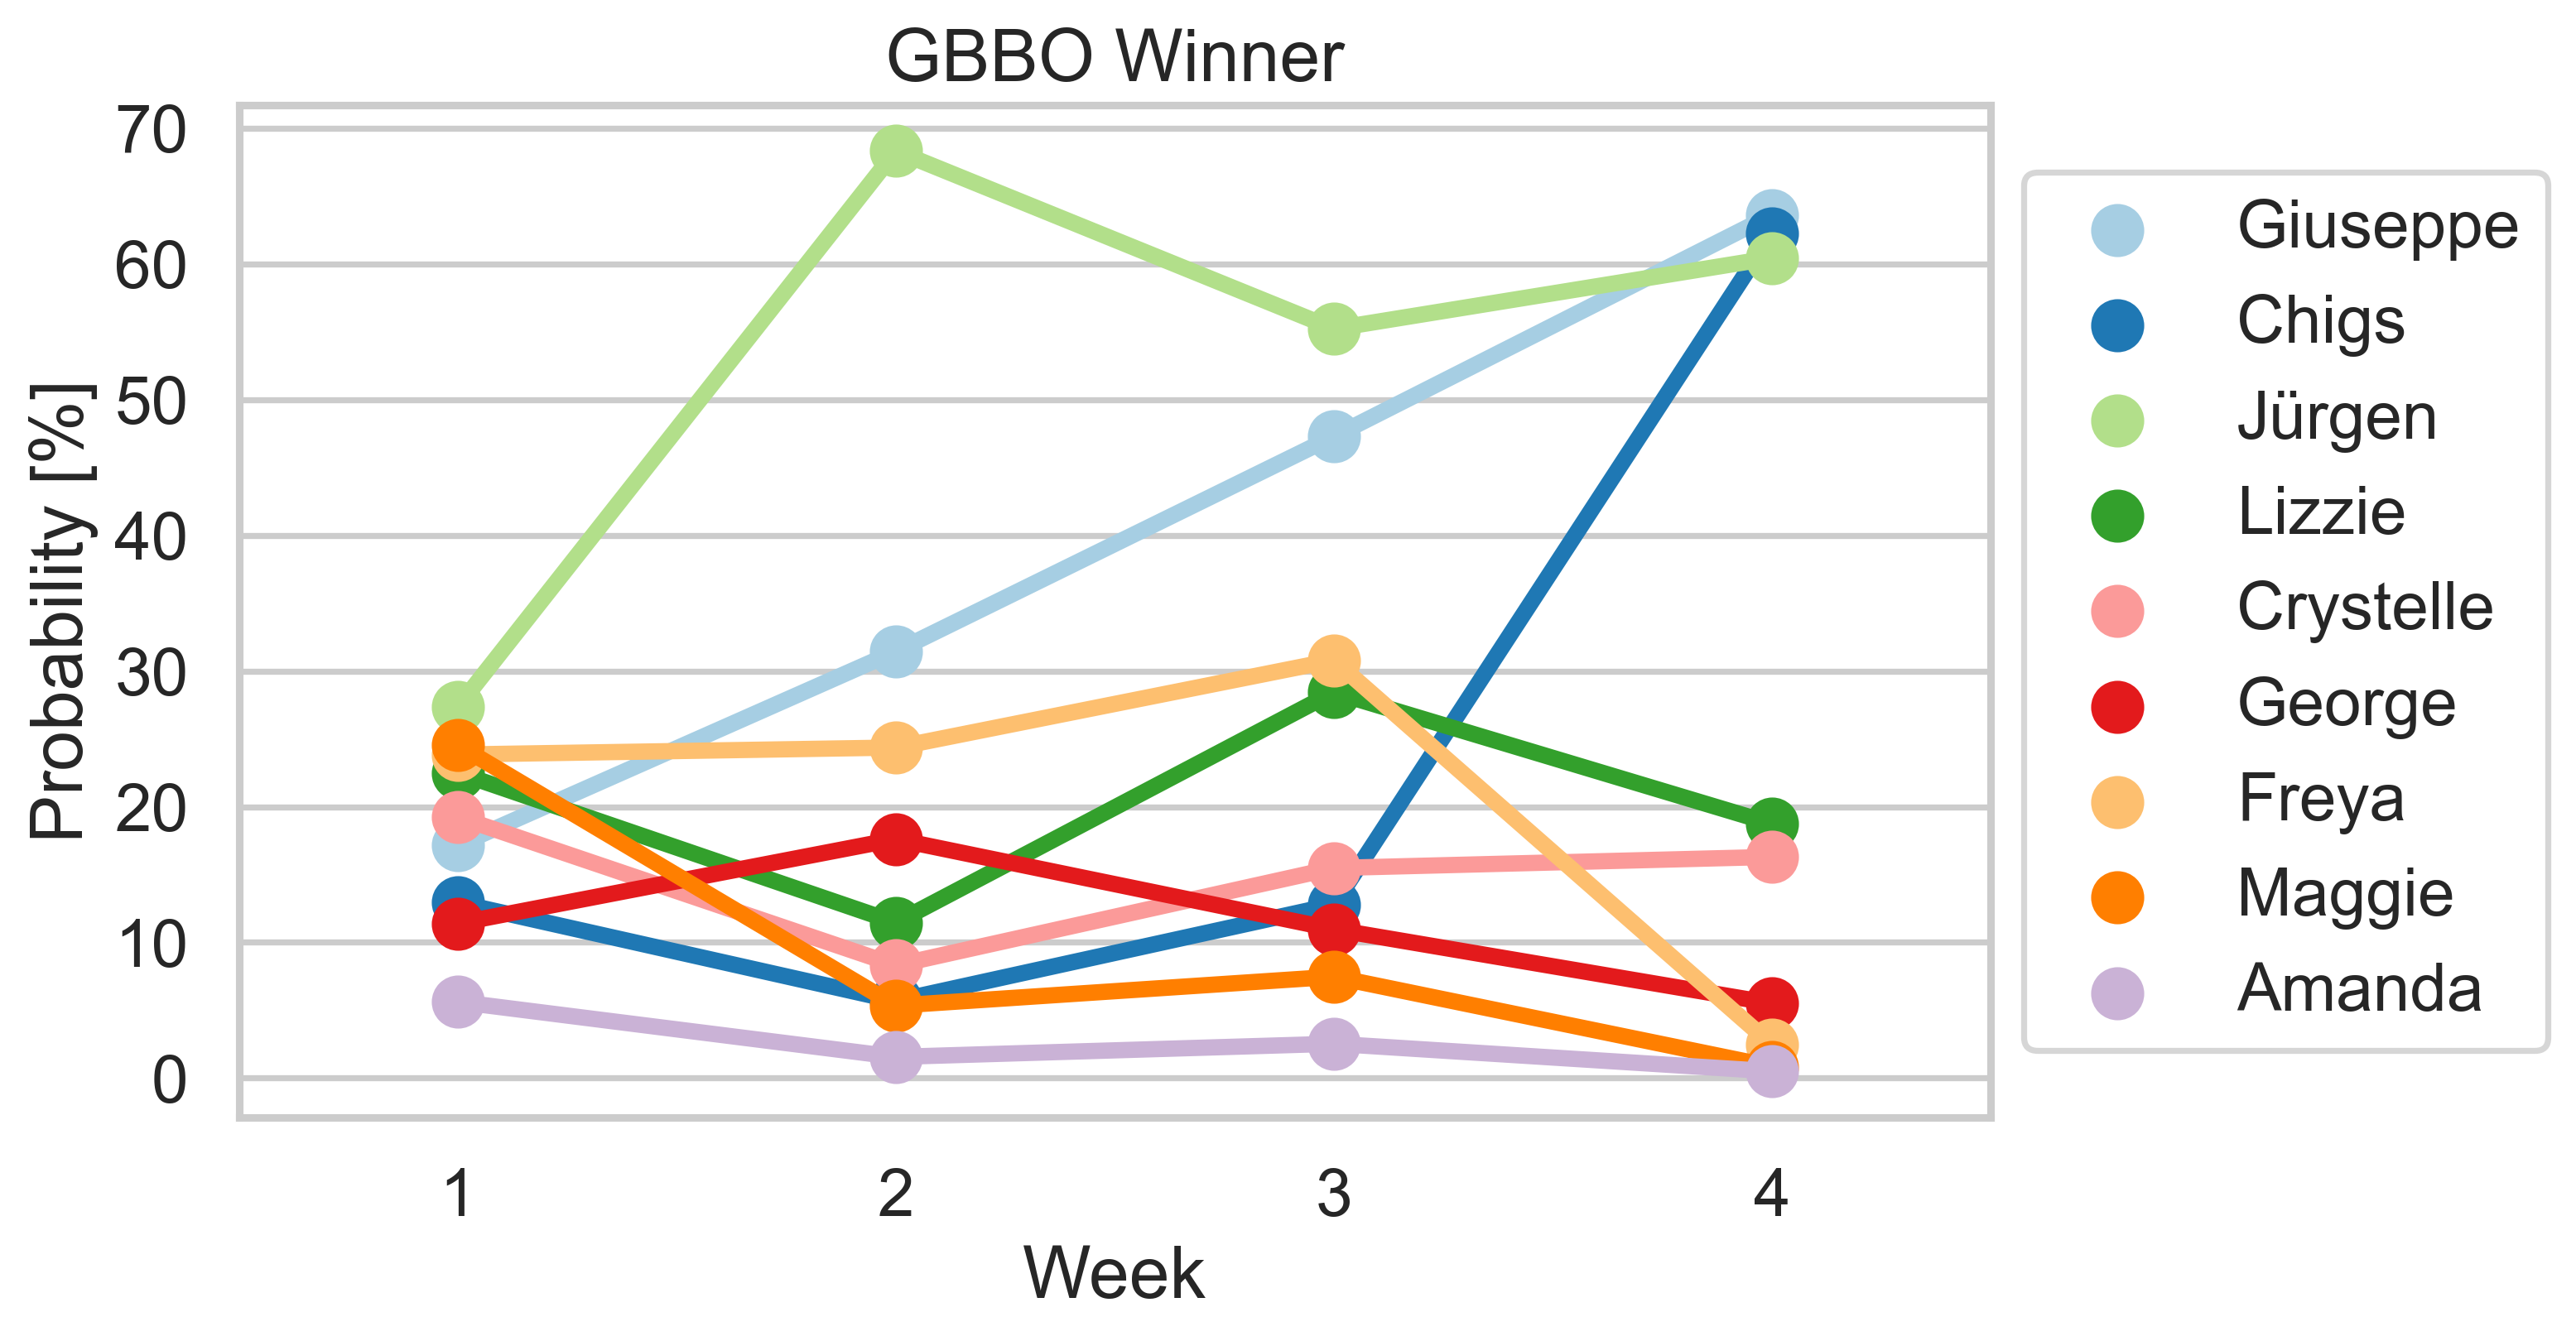 GBBO Winner
Probability [%]
70
60
50
40
30
20
10
0
1 2 3 4
Week
Giuseppe
Chigs
Jürgen
Lizzie
Crystelle
George
Freya
Maggie
Amanda